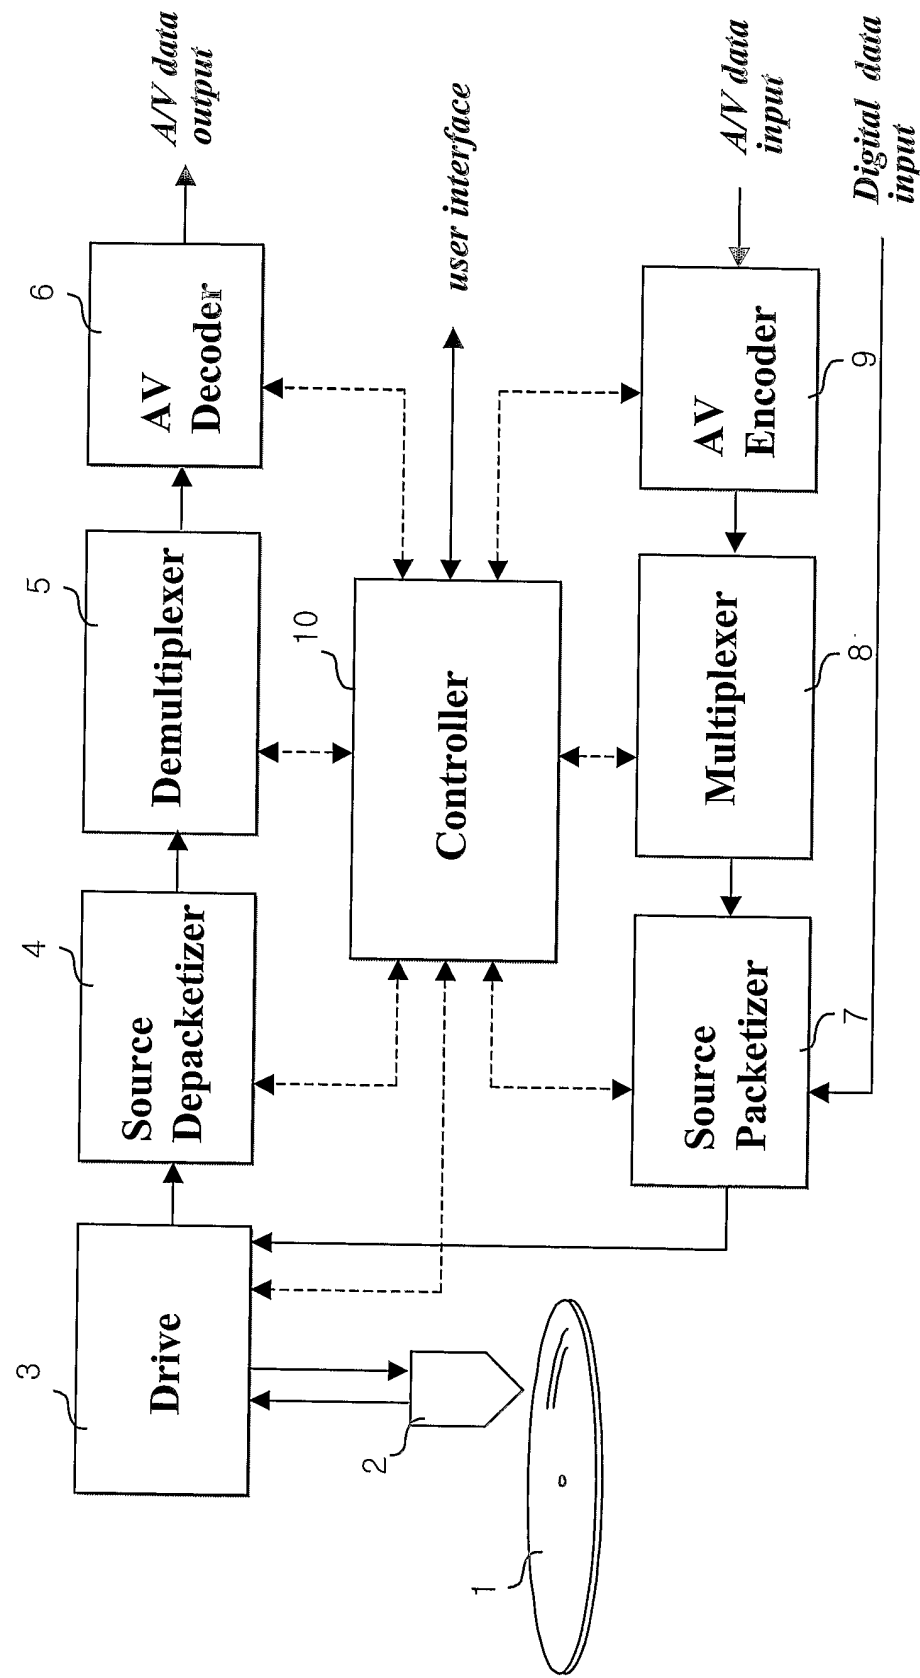 3
Drive
4
Source
Depacketizer
5
Demultiplexer
6
AV
Decoder
A/V data
output
2
1
10
Controller
user interface
Source
Packetizer
7
Multiplexer
8
AV
Encoder
9
A/V data
input
Digital data
input